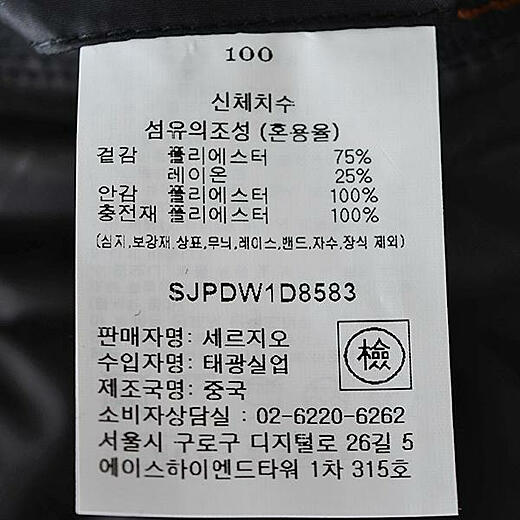 100
신체치수
섬유의조성 (혼용율)
겉감 폴리에스터 75%
레이온 25%
안감 폴리에스터 100%
충전재 폴리에스터 100%
(심지,보강재,상표,무늬,레이스,밴드,자수,장식 제외)
SJPDW1D8583
판매자명: 세르지오
수입자명: 태광실업
제조국명: 중국
檢
소비자상담실 : 02-6220-6262
서울시 구로구 디지털로 26길 5
에이스하이엔드타워 1차 315호